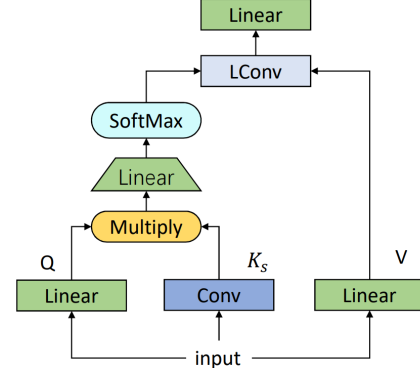 Linear
LConv
SoftMax
Linear
Multiply
Q
K_s
V
Linear
Conv
Linear
input